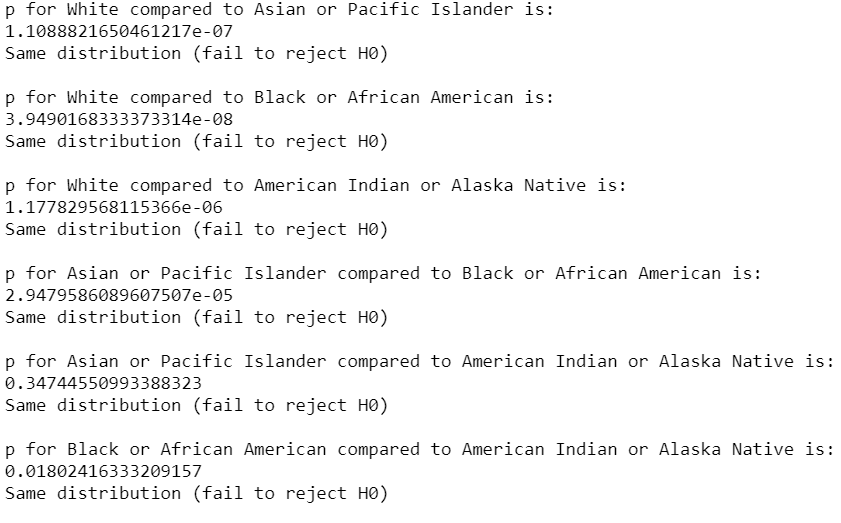 p for White compared to Asian or Pacific Islander is:
1.1088821650461217e-07
Same distribution (fail to reject H0)
p for White compared to Black or African American is:
3.9490168333373314e-08
Same distribution (fail to reject H0)
p for White compared to American Indian or Alaska Native is:
1.177829568115366e-06
Same distribution (fail to reject H0)
p for Asian or Pacific Islander compared to Black or African American is:
2.9479586089607507e-05
Same distribution (fail to reject H0)
p for Asian or Pacific Islander compared to American Indian or Alaska Native is:
0.34744550993388323
Same distribution (fail to reject H0)
p for Black or African American compared to American Indian or Alaska Native is:
0.01802416333209157
Same distribution (fail to reject H0)